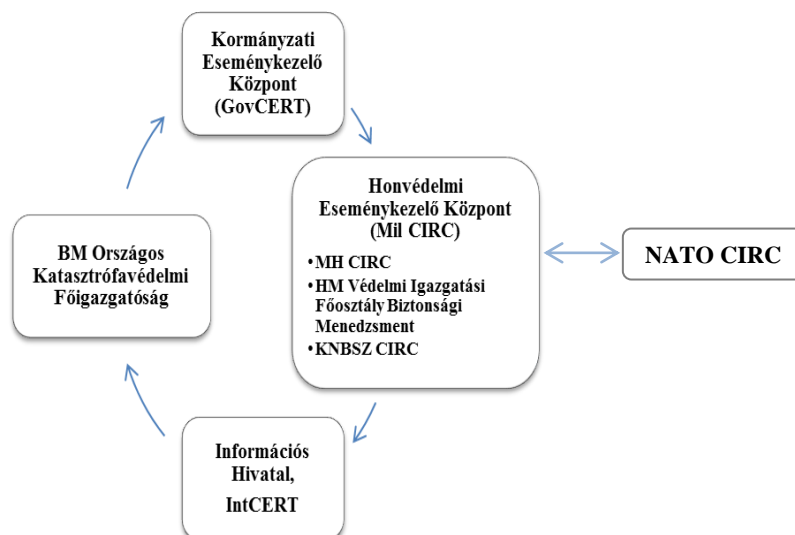 Kormányzati
Eseménykezelő
Központ
(GovCERT)
Honvédelmi
Eseménykezelő Központ
(Mil CIRC)
•MH CIRC
•HM Védelmi Igazgatási
Főosztály Biztonsági
Menedzsment
•KNBSZ CIRC
NATO CIRC
BM Országos
Katasztrófavédelmi
Főigazgatóság
Információs
Hivatal,
IntCERT